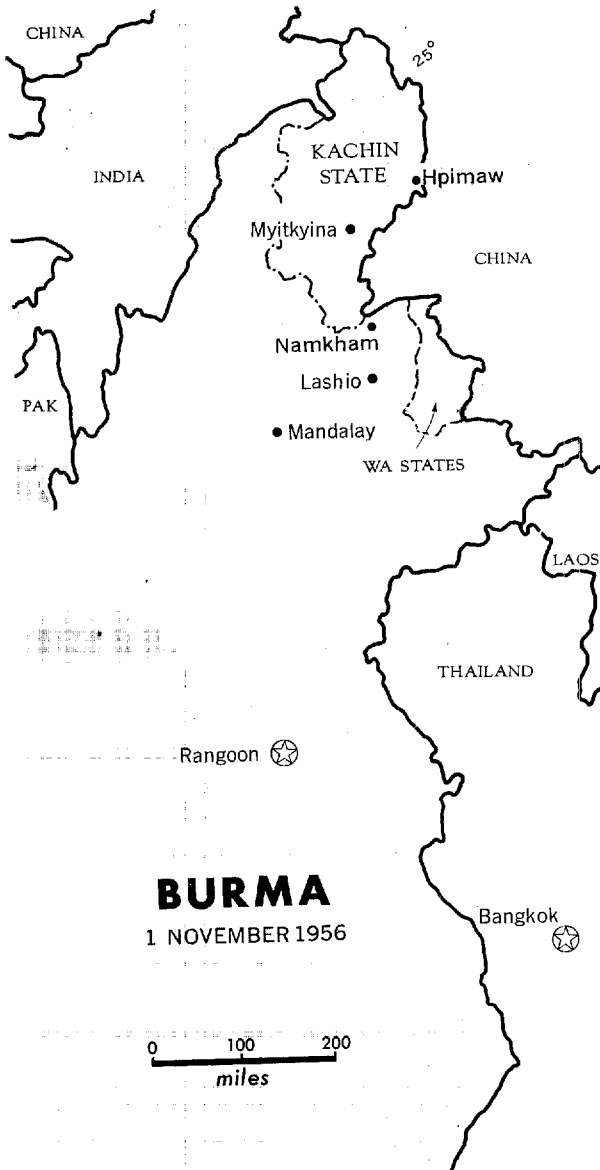 CHINA
25°
KACHIN
STATE
INDIA
Hpimaw
Myitkyina
CHINA
Namkham
Lashio
PAK
Mandalay
WA STATES
LAOS
THAILAND
Rangoon
BURMA
1 NOVEMBER 1956
Bangkok
0 100 200
miles